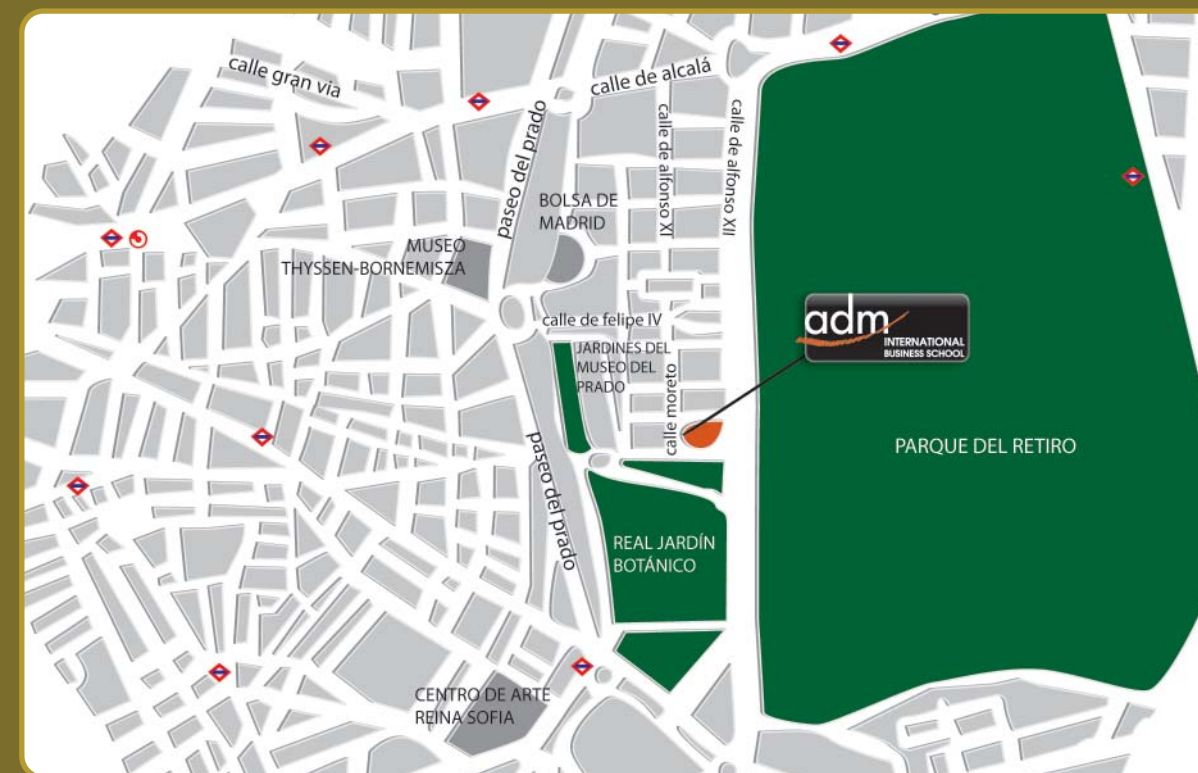 calle gran via
calle de alcalá
paseo del prado
calle de alfonso XI
calle de alfonso XII
BOLSA DE
MADRID
MUSEO
THYSSEN-BORNEMISZA
calle de felipe IV
adm
INTERNATIONAL
BUSINESS SCHOOL
JARDINES DEL
MUSEO DEL
PRADO
calle moreto
PARQUE DEL RETIRO
paseo del prado
REAL JARDÍN
BOTÁNICO
CENTRO DE ARTE
REINA SOFIA